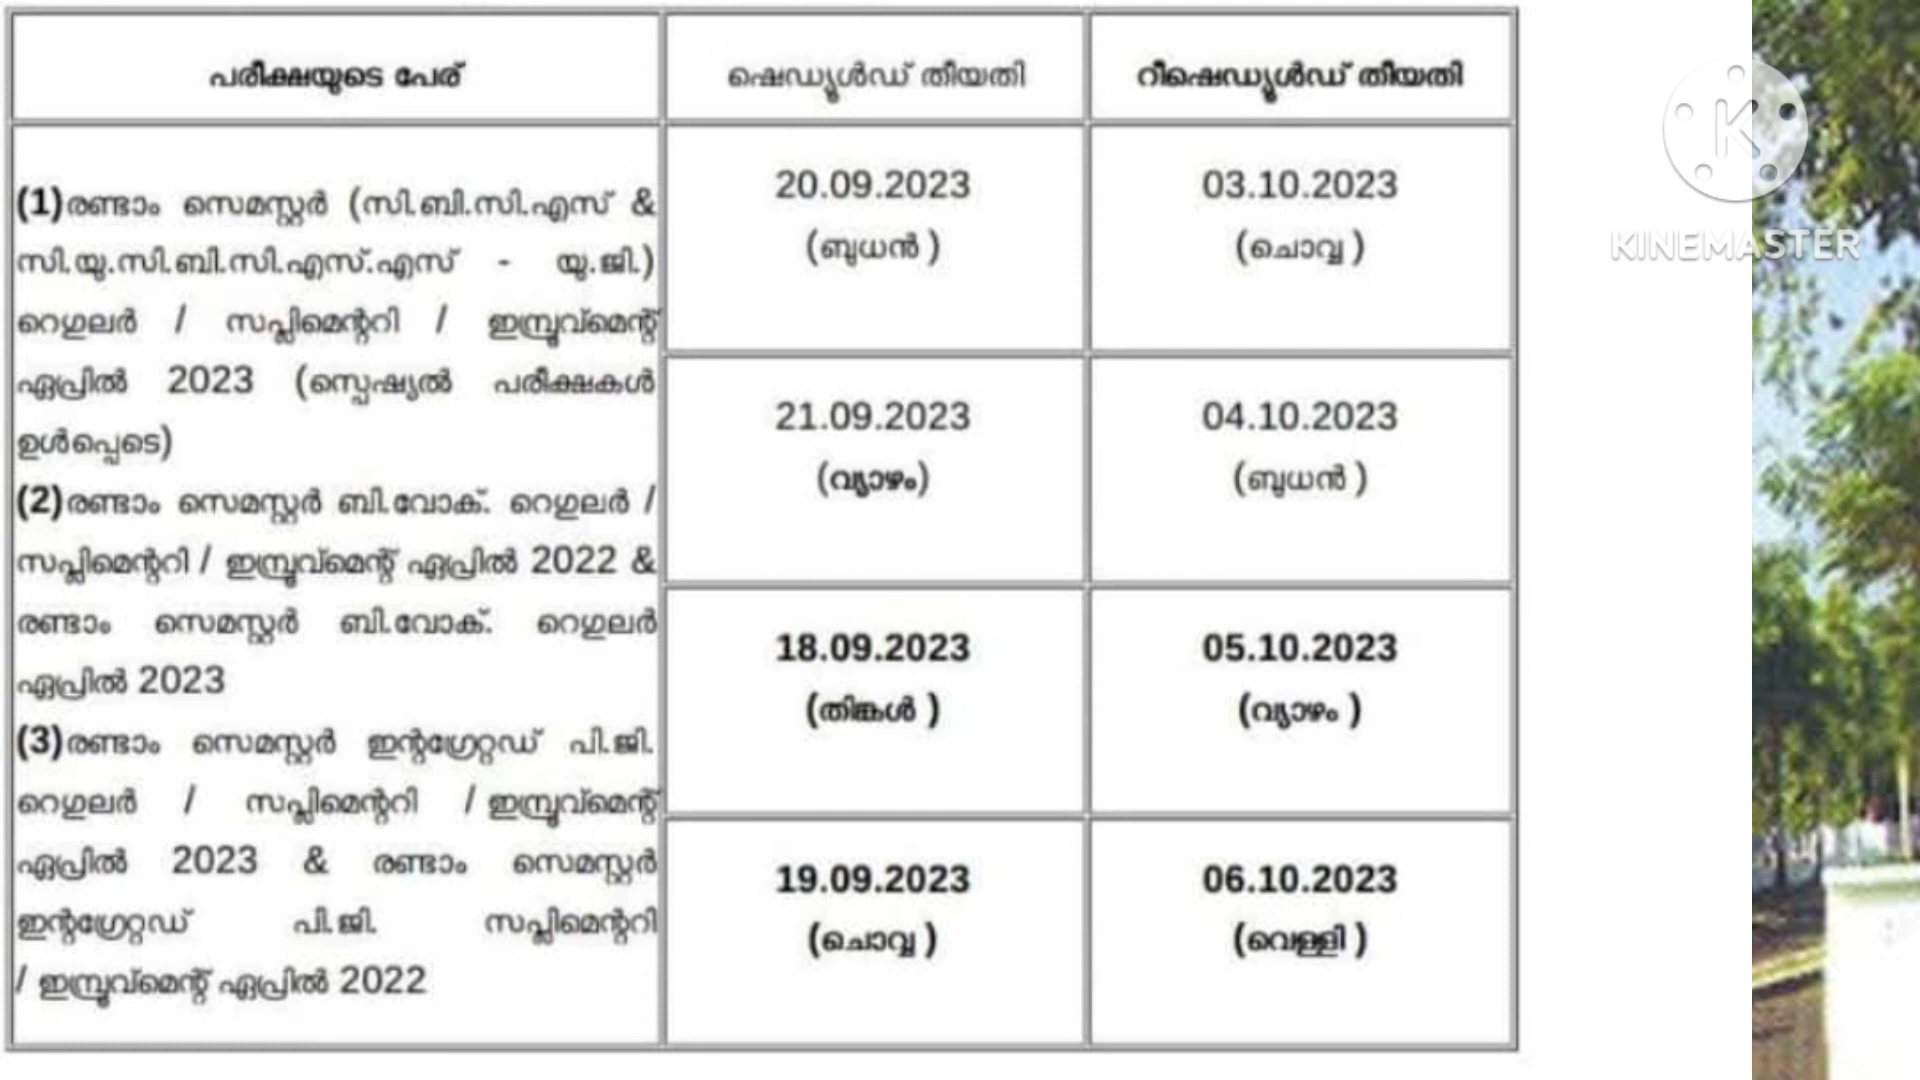 പരീക്ഷയുടെ പേര്
ഷെഡ്യൂൾഡ് തീയതി
റീഷെഡ്യൂൾഡ് തീയതി
(1)രണ്ടാം സെമസ്റ്റർ (സി.ബി.സി.എസ് &
സി.യു.സി.ബി.സി.എസ്.എസ് - യു.ജി.)
റെഗുലർ / സപ്ലിമെന്ററി / ഇമ്പ്രൂവ്മെന്റ്
ഏപ്രിൽ 2023 (സ്പെഷ്യൽ പരീക്ഷകൾ
ഉൾപ്പെടെ)
(2)രണ്ടാം സെമസ്റ്റർ ബി.വോക്. റെഗുലർ /
സപ്ലിമെന്ററി / ഇമ്പ്രൂവ്മെന്റ് ഏപ്രിൽ 2022 &
രണ്ടാം സെമസ്റ്റർ ബി.വോക്. റെഗുലർ
ഏപ്രിൽ 2023
(3)രണ്ടാം സെമസ്റ്റർ ഇന്റഗ്രേറ്റഡ് പി.ജി.
റെഗുലർ / സപ്ലിമെന്ററി / ഇമ്പ്രൂവ്മെന്റ്
ഏപ്രിൽ 2023 & രണ്ടാം സെമസ്റ്റർ
ഇന്റഗ്രേറ്റഡ് പി.ജി. സപ്ലിമെന്ററി
/ ഇമ്പ്രൂവ്മെന്റ് ഏപ്രിൽ 2022
20.09.2023
(ബുധൻ )
03.10.2023
(ചൊവ്വ )
21.09.2023
(വ്യാഴം)
04.10.2023
(ബുധൻ )
18.09.2023
(തിങ്കൾ )
05.10.2023
(വ്യാഴം )
19.09.2023
(ചൊവ്വ )
06.10.2023
(വെള്ളി )
K
KINEMASTER